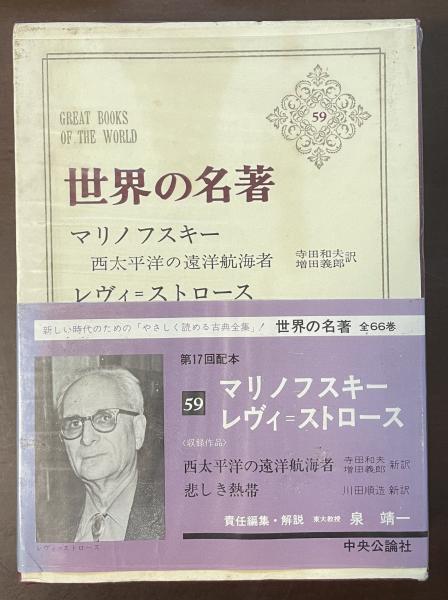 GREAT BOOKS
OF THE WORLD
59
世界の名著
マリノフスキー
西太平洋の遠洋航海者
寺田和夫
増田義郎
訳
レヴィ=ストロース
新しい時代のための「やさしく読める古典全集」!
世界の名著 全66巻
第17回配本
59
マリノフスキー
レヴィ=ストロース
〈収録作品〉
西太平洋の遠洋航海者
寺田和夫
増田義郎
新訳
悲しき熱帯
川田順造 新訳
責任編集・解説 東大教授 泉 靖一
中央公論社
レヴィ=ストロース